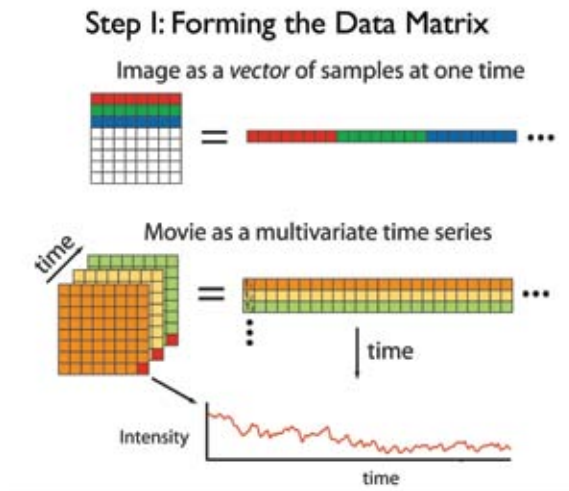 Step 1: Forming the Data Matrix
Image as a vector of samples at one time
=
...
Movie as a multivariate time series
time
=
...
time
Intensity
time